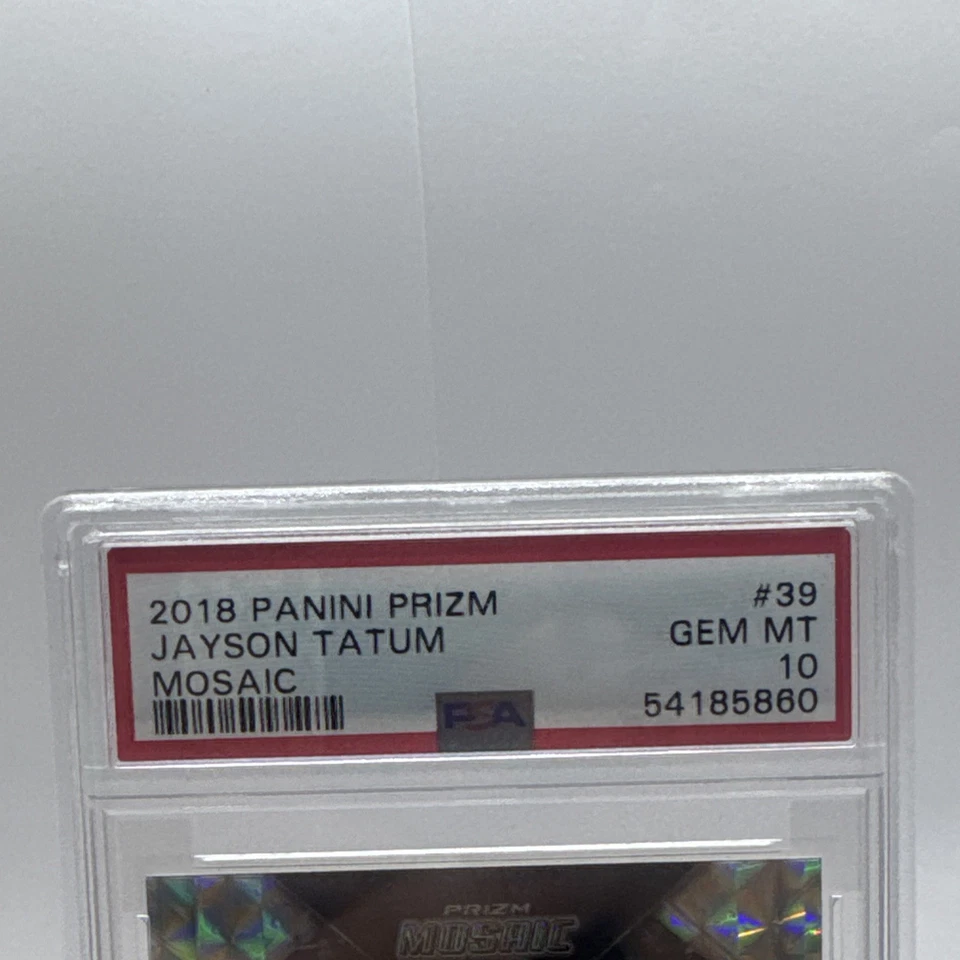 2018 PANINI PRIZM #39
JAYSON TATUM GEM MT
MOSAIC 10
PSA 54185860
PRIZM
MOSAIC